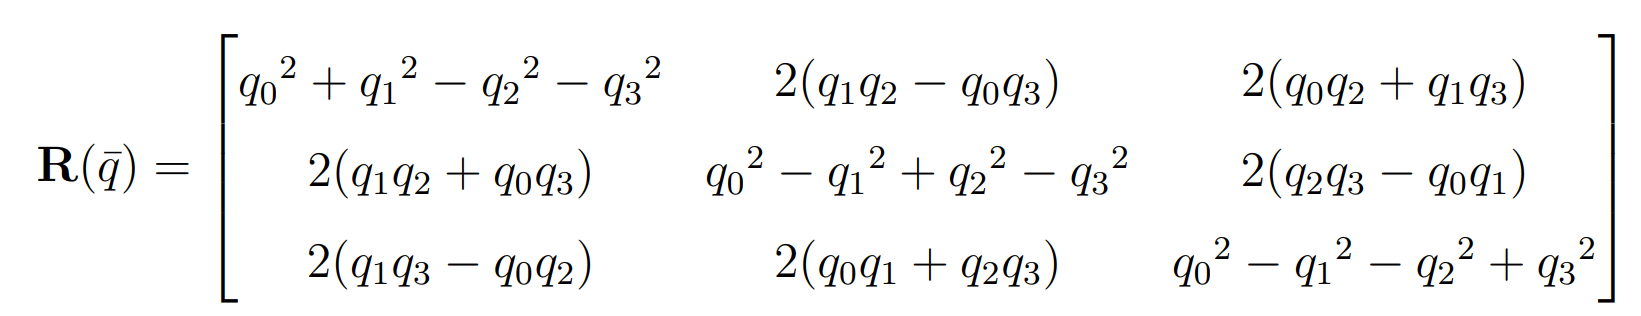 R(q̄) = [ q₀² + q₁² − q₂² − q₃² 2(q₁q₂ − q₀q₃) 2(q₀q₂ + q₁q₃)
2(q₁q₂ + q₀q₃) q₀² − q₁² + q₂² − q₃² 2(q₂q₃ − q₀q₁)
2(q₁q₃ − q₀q₂) 2(q₀q₁ + q₂q₃) q₀² − q₁² − q₂² + q₃² ]